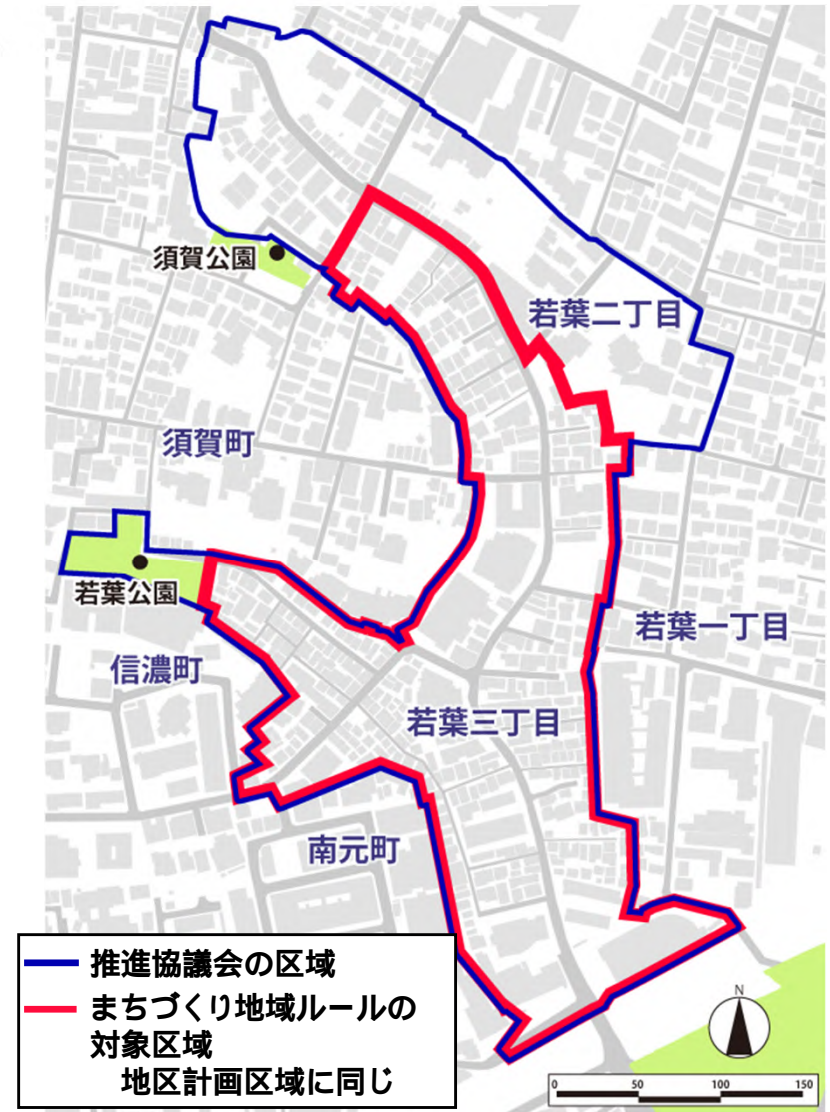 須賀公園
若葉二丁目
須賀町
若葉公園
若葉一丁目
信濃町
若葉三丁目
南元町
推進協議会の区域
まちづくり地域ルールの
対象区域
地区計画区域に同じ
N
0 50 100 150